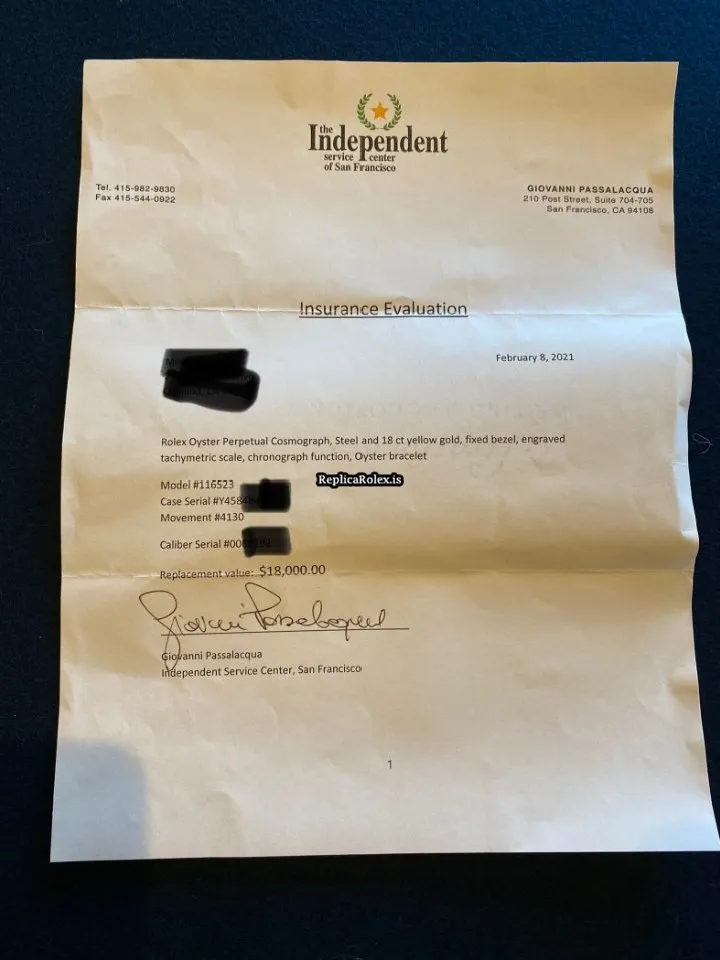 the
Independent
service center
of San Francisco
Tel. 415-982-9830
Fax 415-544-0922
GIOVANNI PASSALACQUA
210 Post Street, Suite 704-705
San Francisco, CA 94108
Insurance Evaluation
February 8, 2021
Rolex Oyster Perpetual Cosmograph, Steel and 18 ct yellow gold, fixed bezel, engraved
tachymetric scale, chronograph function, Oyster bracelet
ReplicaRolex.is
Model #116523
Case Serial #Y458
Movement #4130
Caliber Serial #00
Replacement value: $18,000.00
Giovanni Passalacqua
Giovanni Passalacqua
Independent Service Center, San Francisco
1